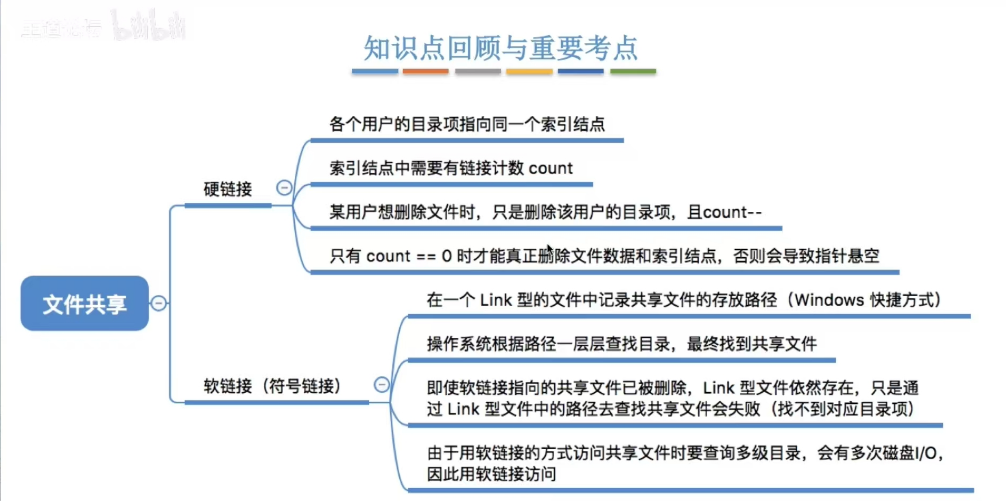 bilibili
知识点回顾与重要考点
各个用户的目录项指向同一个索引结点
索引结点中需要有链接计数 count
硬链接
某用户想删除文件时，只是删除该用户的目录项，且count--
只有 count == 0 时才能真正删除文件数据和索引结点，否则会导致指针悬空
文件共享
在一个 Link 型的文件中记录共享文件的存放路径（Windows 快捷方式）
操作系统根据路径一层层查找目录，最终找到共享文件
软链接（符号链接）
即使软链接指向的共享文件已被删除，Link 型文件依然存在，只是通
过 Link 型文件中的路径去查找共享文件会失败（找不到对应目录项）
由于用软链接的方式访问共享文件时要查询多级目录，会有多次磁盘I/O，
因此用软链接访问